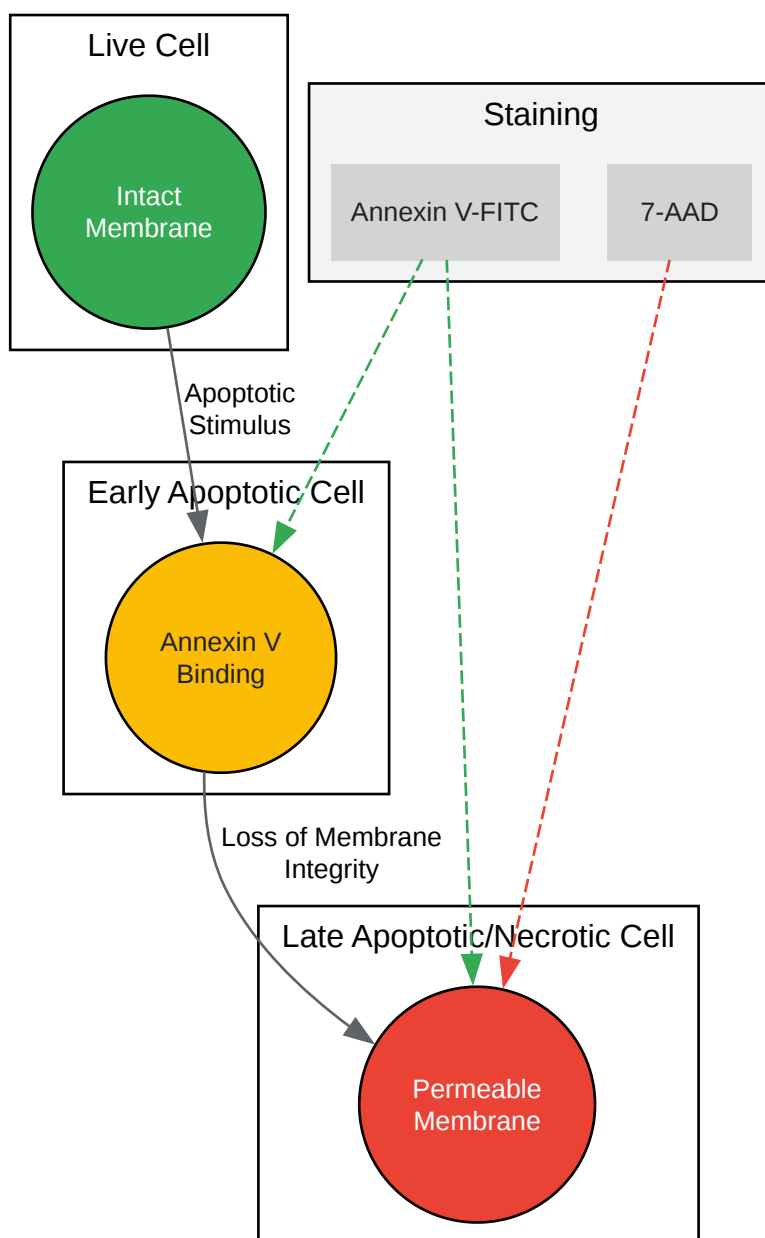 Live Cell
Intact
Membrane
Staining
Annexin V-FITC
7-AAD
Apoptotic
Stimulus
Early Apoptotic Cell
Annexin V
Binding
Loss of Membrane
Integrity
Late Apoptotic/Necrotic Cell
Permeable
Membrane